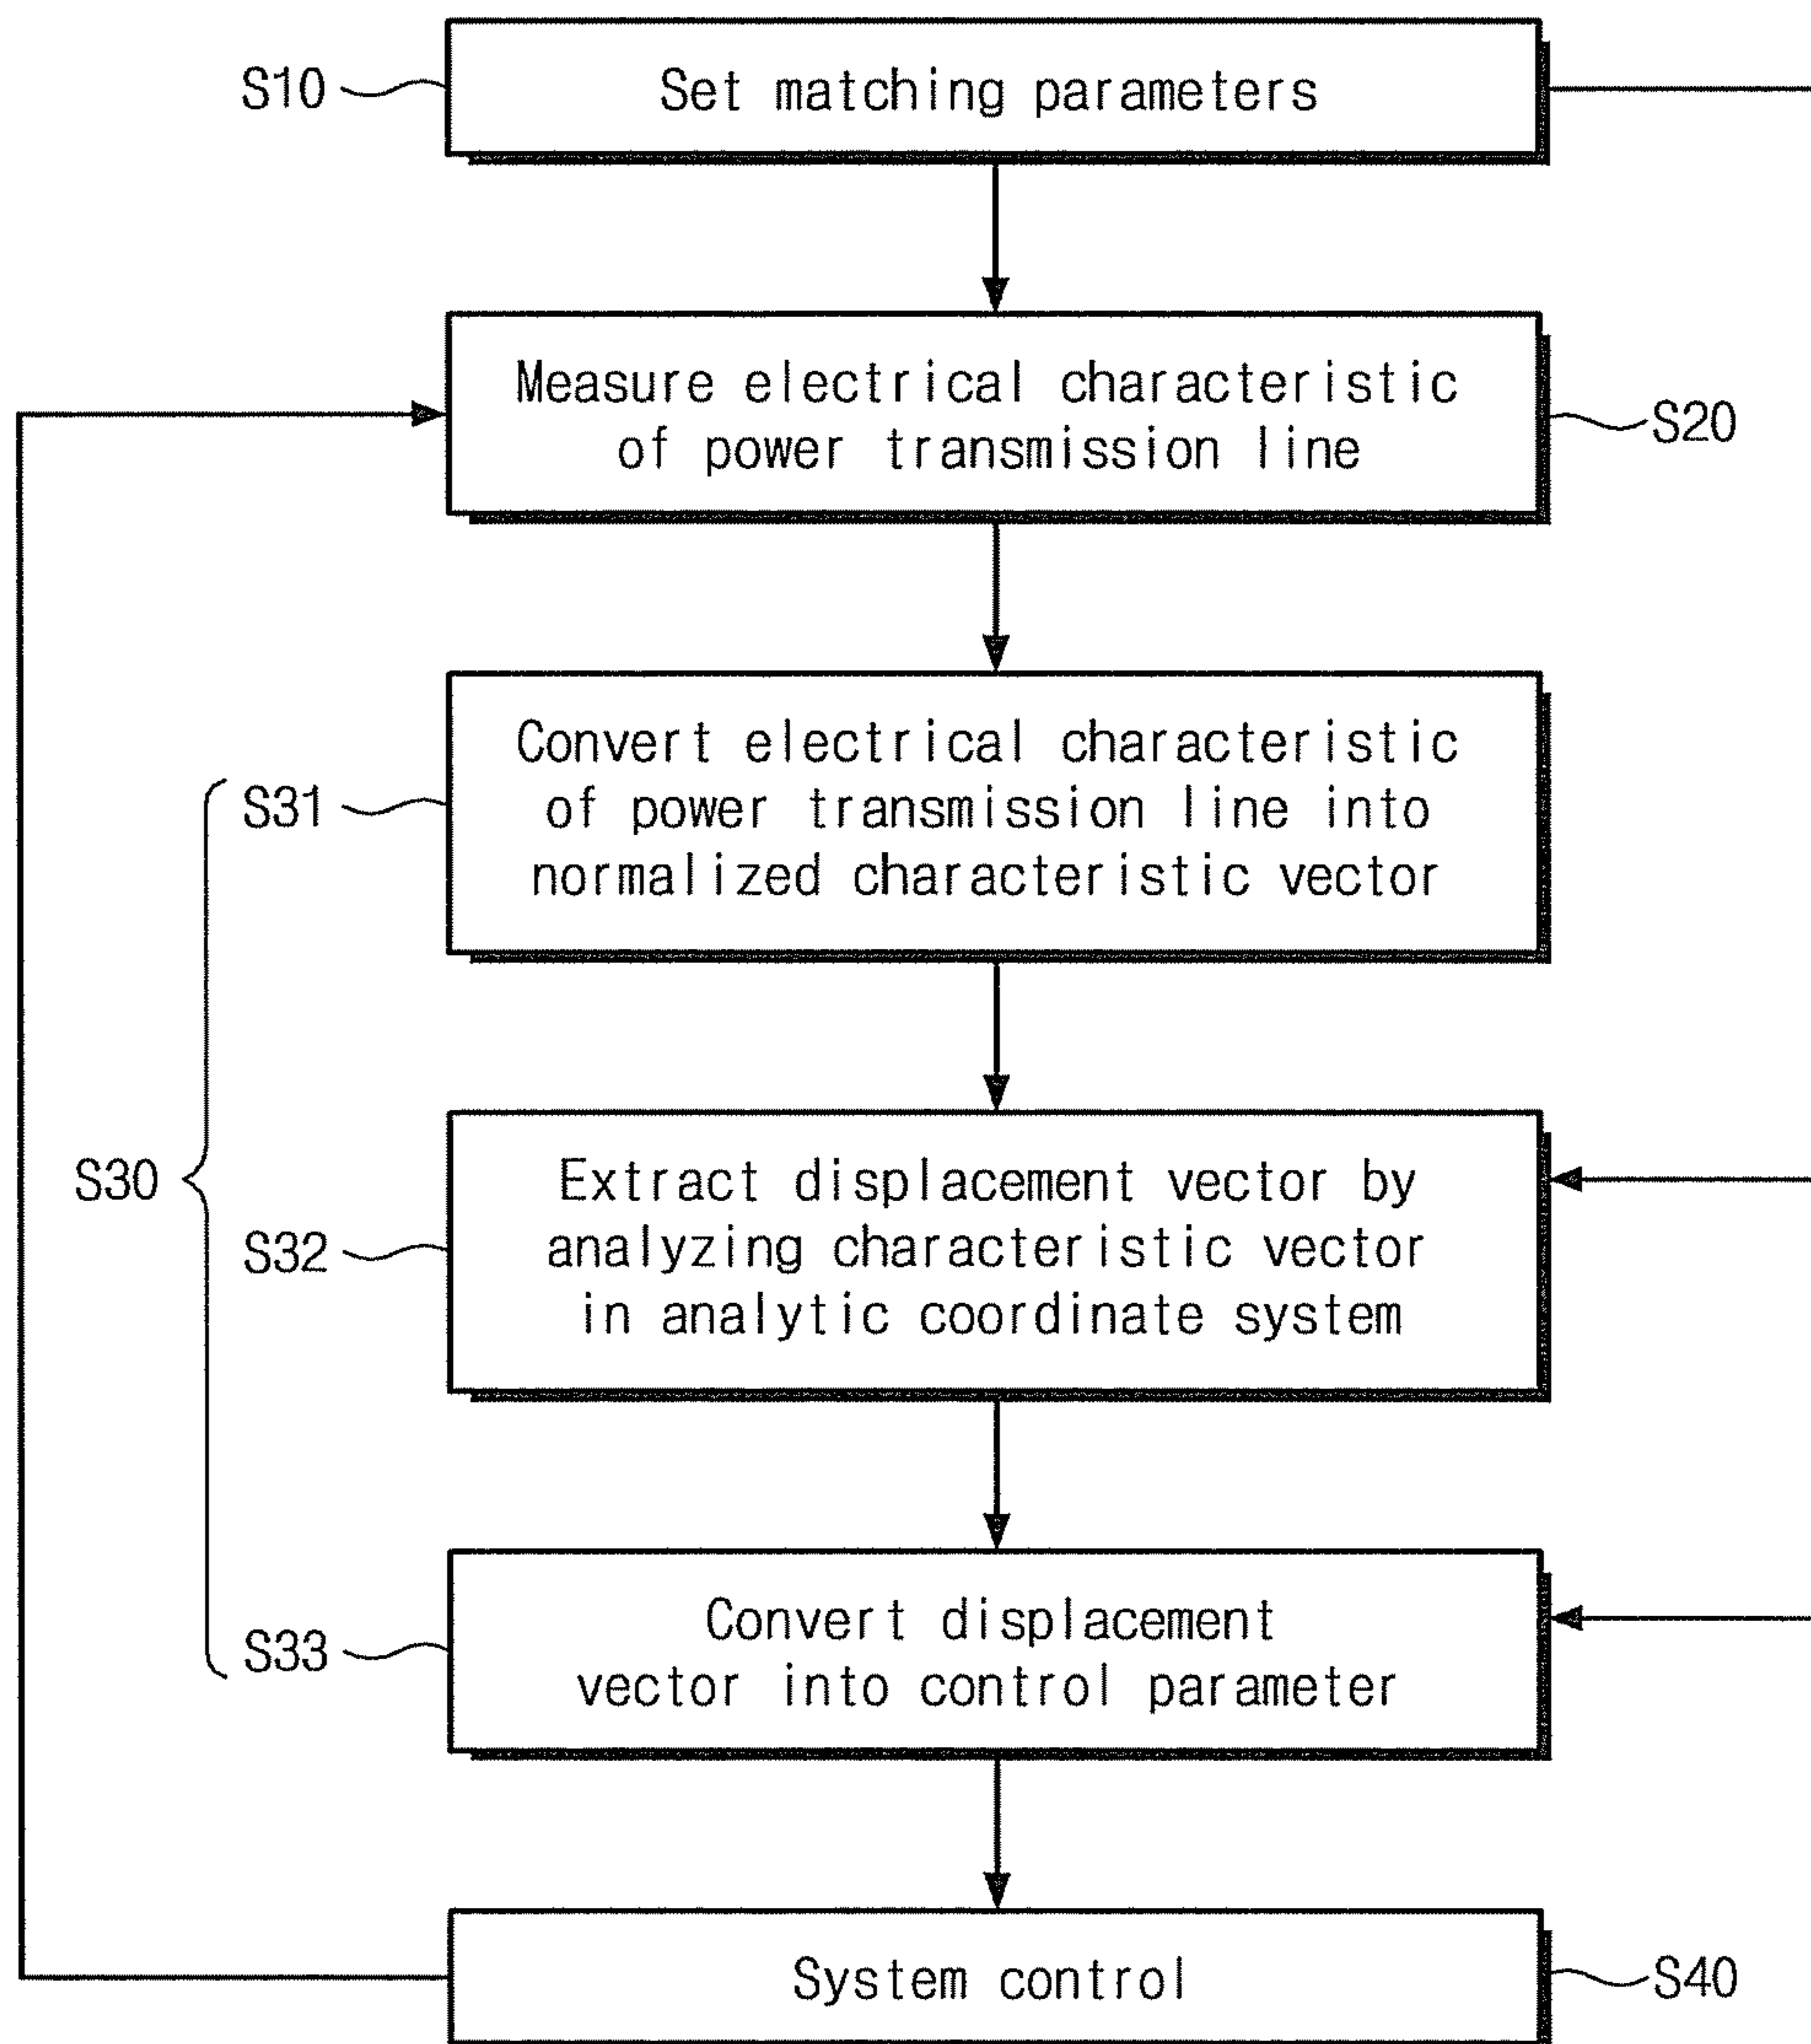 S10
Set matching parameters
Measure electrical characteristic
of power transmission line
S20
S30
S31
Convert electrical characteristic
of power transmission line into
normalized characteristic vector
S32
Extract displacement vector by
analyzing characteristic vector
in analytic coordinate system
S33
Convert displacement
vector into control parameter
System control
S40